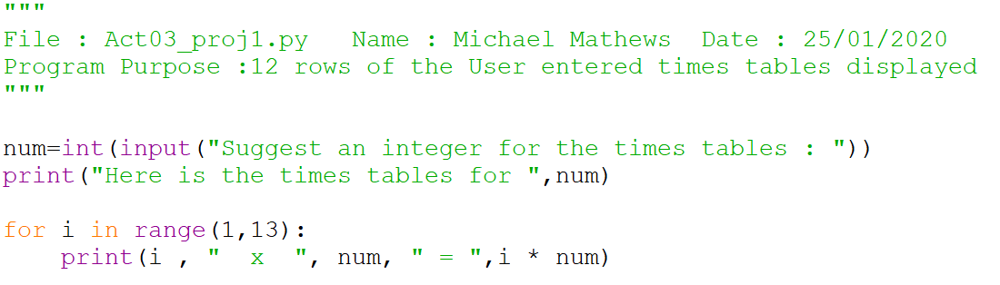 """
File : Act03_proj1.py   Name : Michael Mathews  Date : 25/01/2020
Program Purpose :12 rows of the User entered times tables displayed
"""
num=int(input("Suggest an integer for the times tables : "))
print("Here is the times tables for ",num)
for i in range(1,13):
    print(i , "  x  ", num, " = ",i * num)